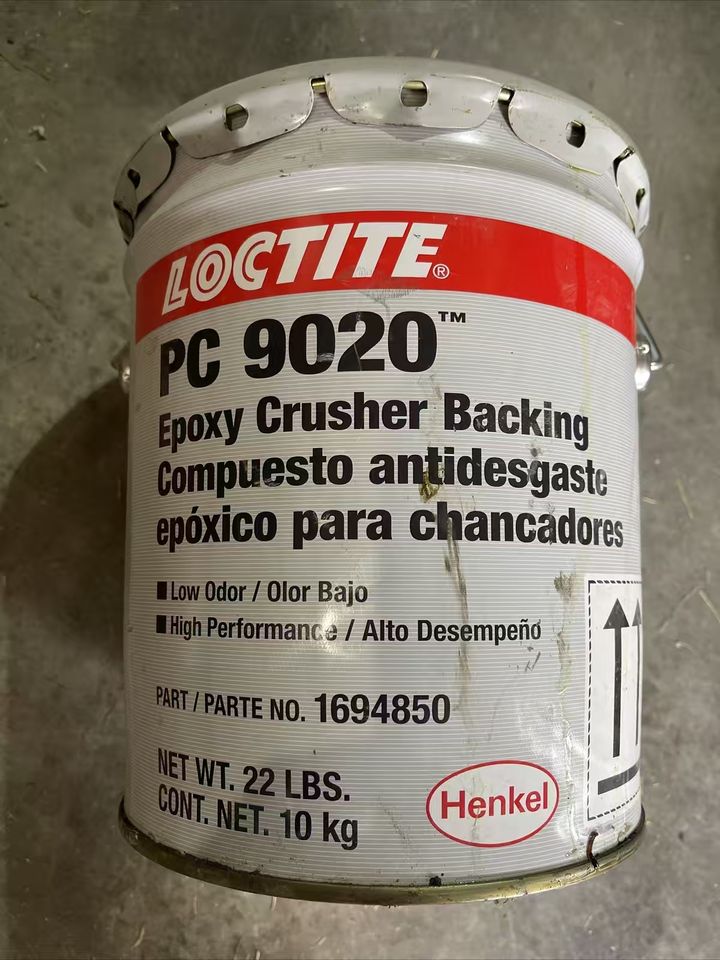 LOCTITE®
PC 9020™
Epoxy Crusher Backing
Compuesto antidesgaste
epóxico para chancadores
■ Low Odor / Olor Bajo
■ High Performance / Alto Desempeño
PART / PARTE NO. 1694850
NET WT. 22 LBS.
CONT. NET. 10 kg
Henkel